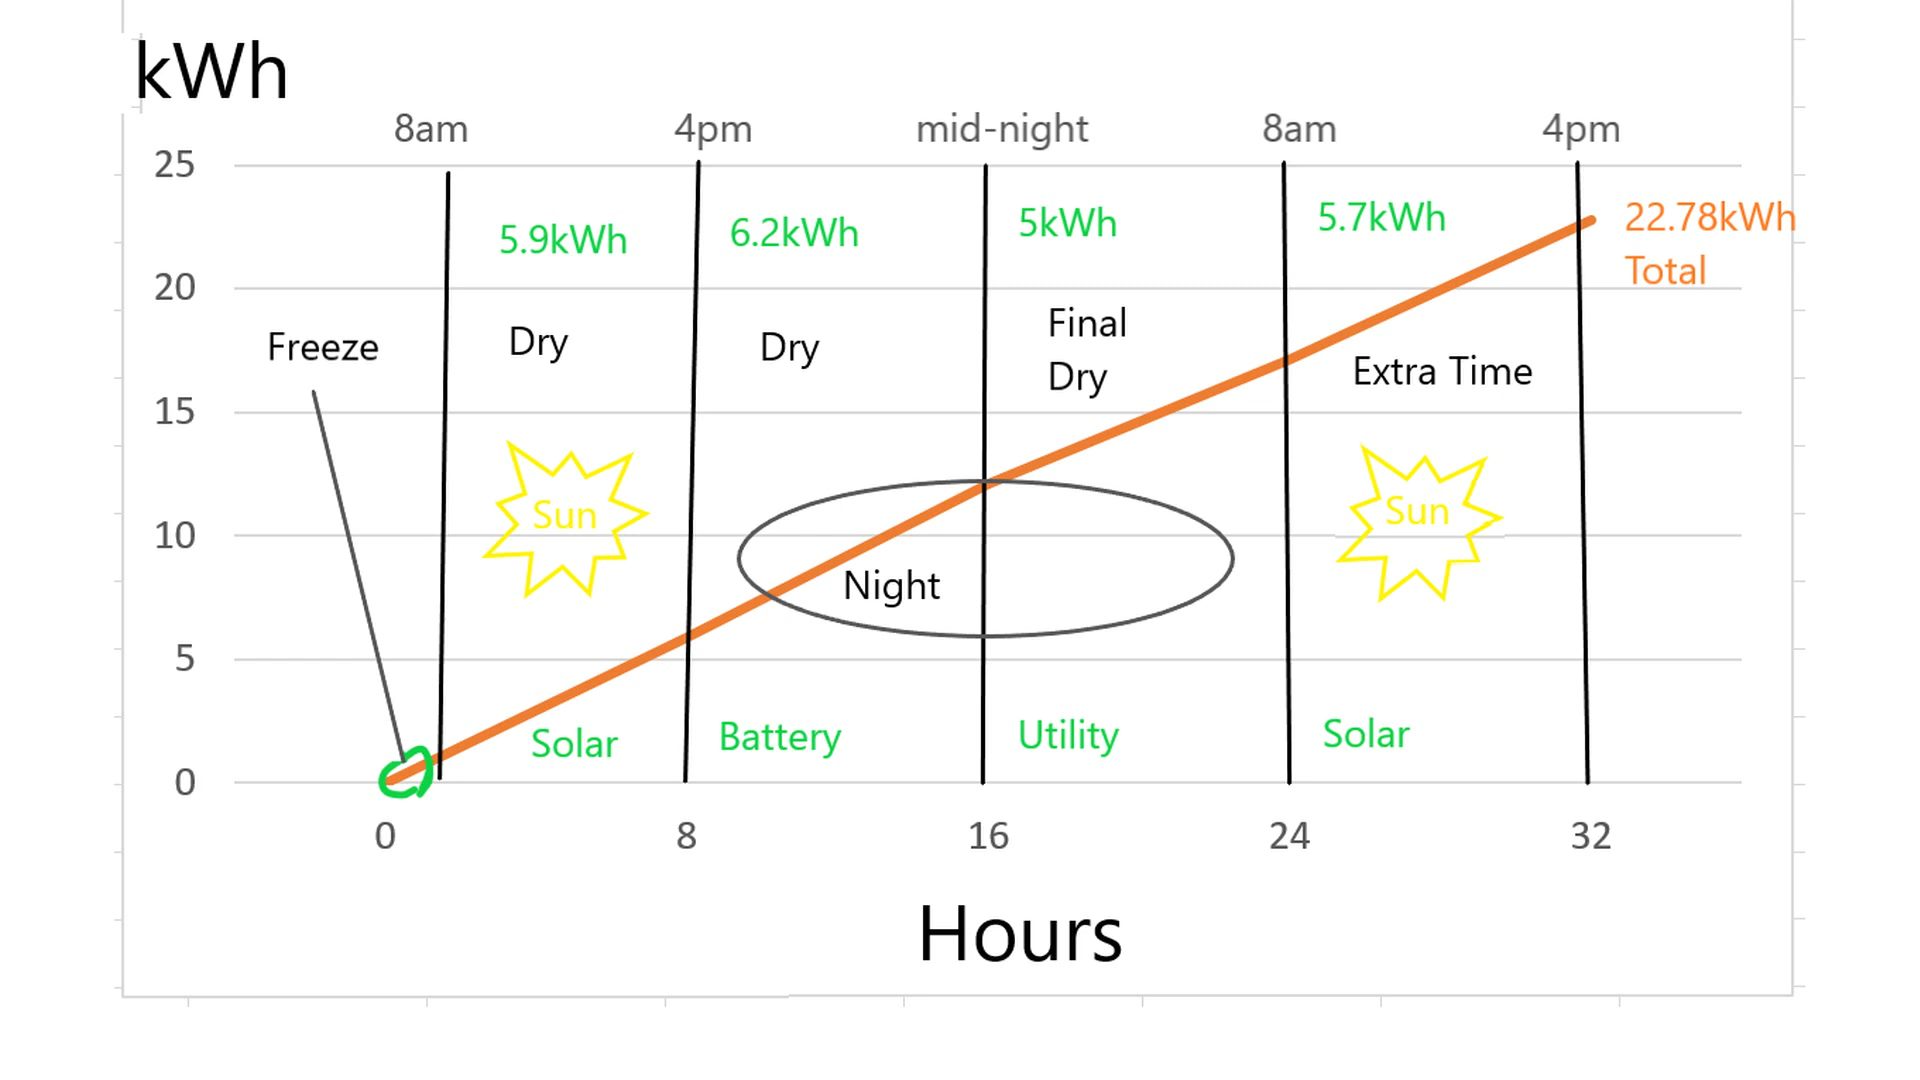 kWh
8am
4pm
mid-night
8am
4pm
25
20
15
10
5
0
5.9kWh
6.2kWh
5kWh
5.7kWh
22.78kWh
Total
Freeze
Dry
Dry
Final
Dry
Extra Time
Sun
Sun
Night
Solar
Battery
Utility
Solar
0
8
16
24
32
Hours